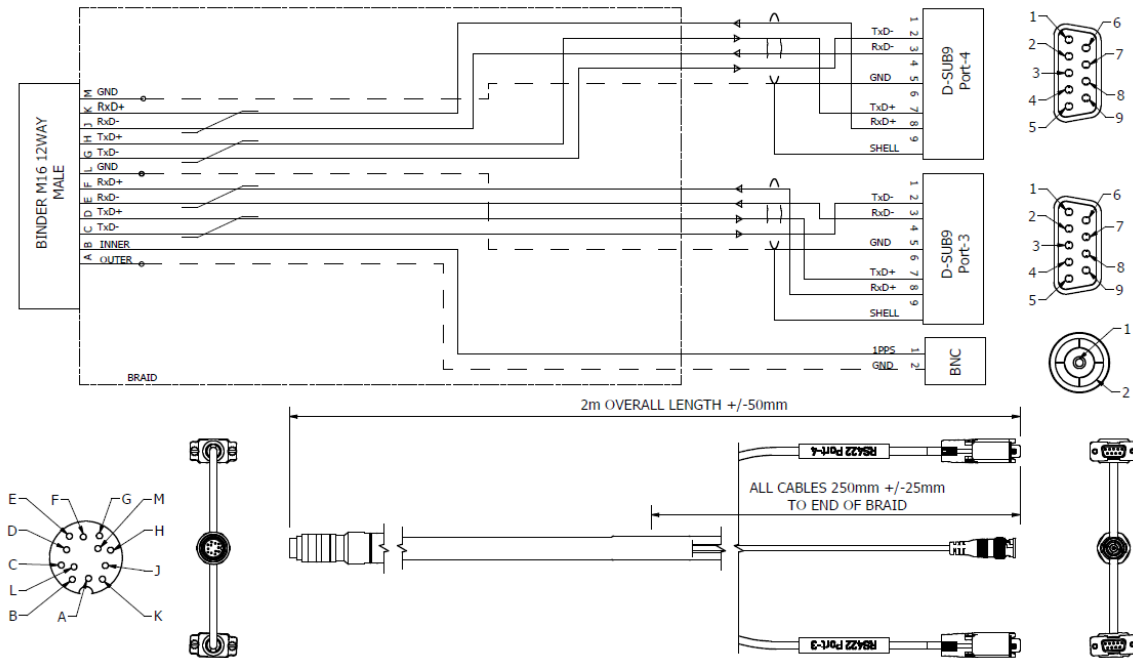 BINDER M16 12WAY
MALE
M GND
K RxD+
J RxD-
H TxD+
G TxD-
L GND
F RxD+
E RxD-
D TxD+
C TxD-
B INNER
A OUTER
BRAID
1
TxD- 2
RxD- 3
4
GND 5
6
TxD+ 7
RxD+ 8
9
SHELL
D-SUB9
Port-4
1
2
3
4
5
6
7
8
9
1
TxD- 2
RxD- 3
4
GND 5
6
TxD+ 7
RxD+ 8
9
SHELL
D-SUB9
Port-3
1
2
3
4
5
6
7
8
9
1PPS 1
GND 2
BNC
1
2
2m OVERALL LENGTH +/-50mm
RS422 Port-4
ALL CABLES 250mm +/-25mm
TO END OF BRAID
RS422 Port-3
E
F
G
M
D
H
C
J
L
B
A
K